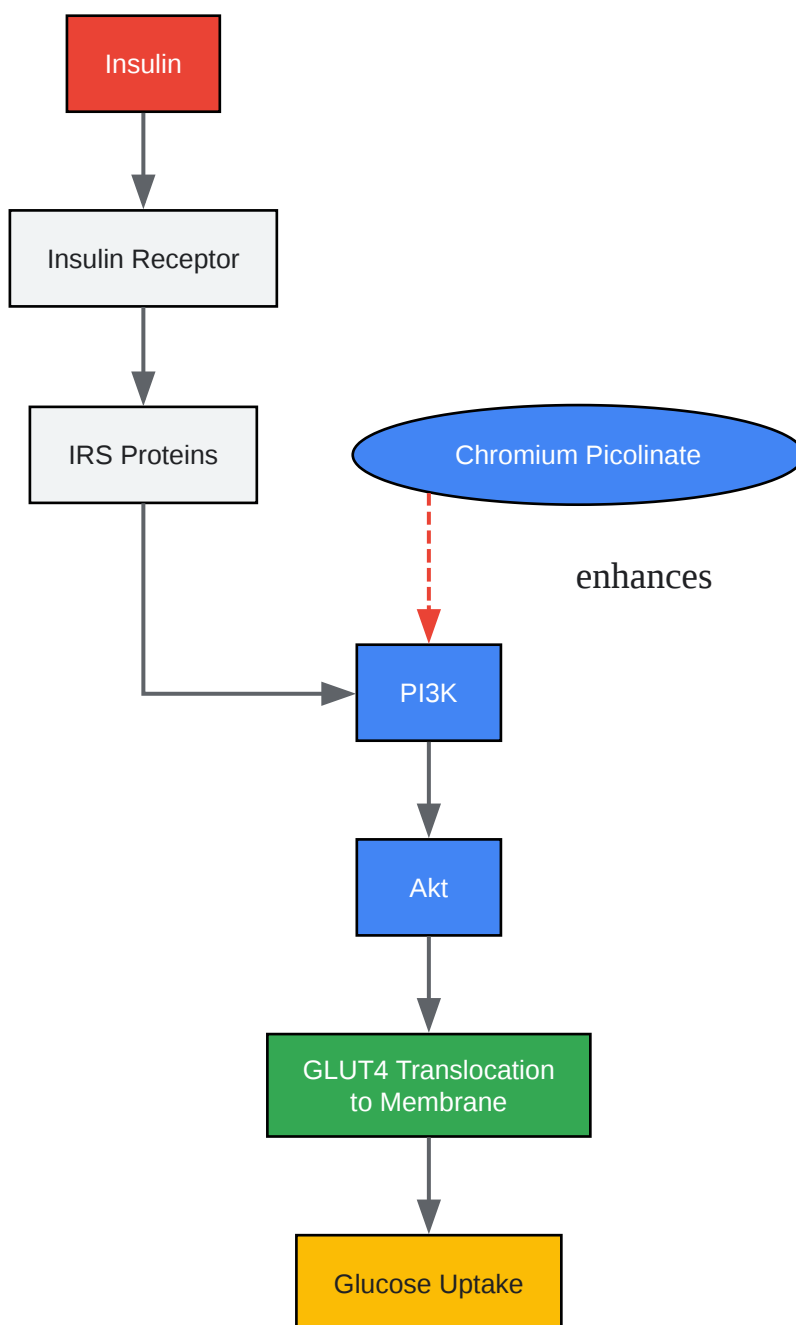 Insulin
Insulin Receptor
IRS Proteins
Chromium Picolinate
enhances
PI3K
Akt
GLUT4 Translocation
to Membrane
Glucose Uptake